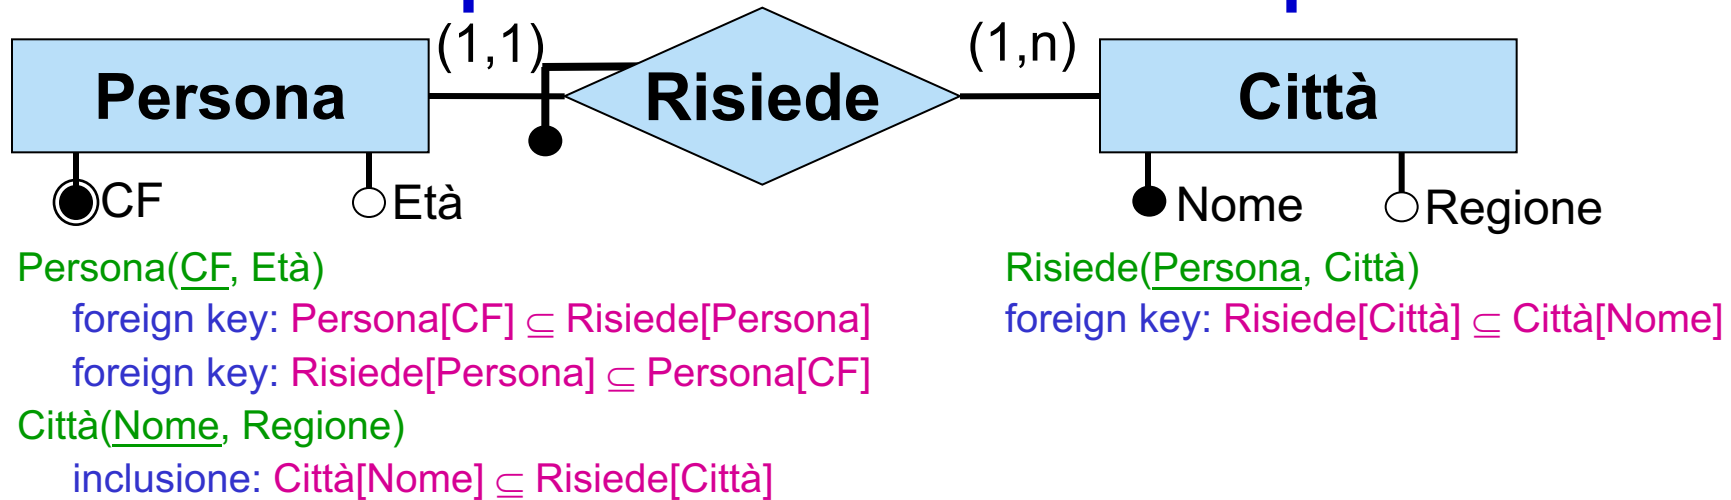 (1,1)
(1,n)
Persona
Risiede
Città
CF
Età
Nome
Regione
Persona(CF, Età)
foreign key: Persona[CF] ⊆ Risiede[Persona]
foreign key: Risiede[Persona] ⊆ Persona[CF]
Città(Nome, Regione)
inclusione: Città[Nome] ⊆ Risiede[Città]
Risiede(Persona, Città)
foreign key: Risiede[Città] ⊆ Città[Nome]